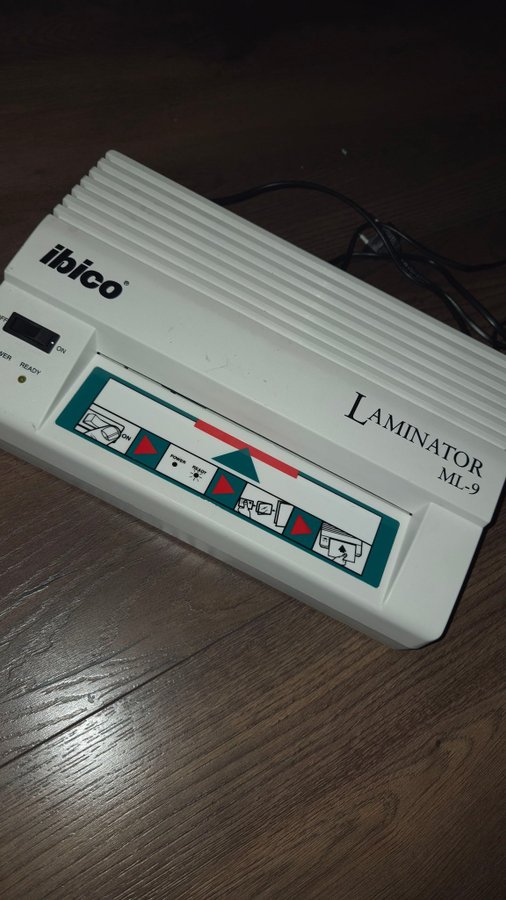 ibico®
OFF
ON
POWER
READY
LAMINATOR
ML-9
ON
POWER
READY